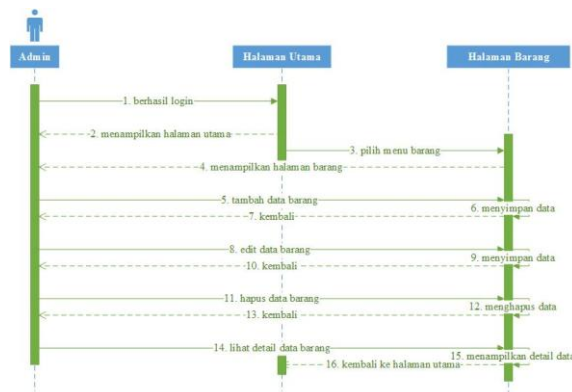 Admin
Halaman Utama
Halaman Barang
1. berhasil login
2. menampilkan halaman utama
3. pilih menu barang
4. menampilkan halaman barang
5. tambah data barang
6. menyimpan data
7. kembali
8. edit data barang
9. menyimpan data
10. kembali
11. hapus data barang
12. menghapus data
13. kembali
14. lihat detail data barang
15. menampilkan detail data
16. kembali ke halaman utama